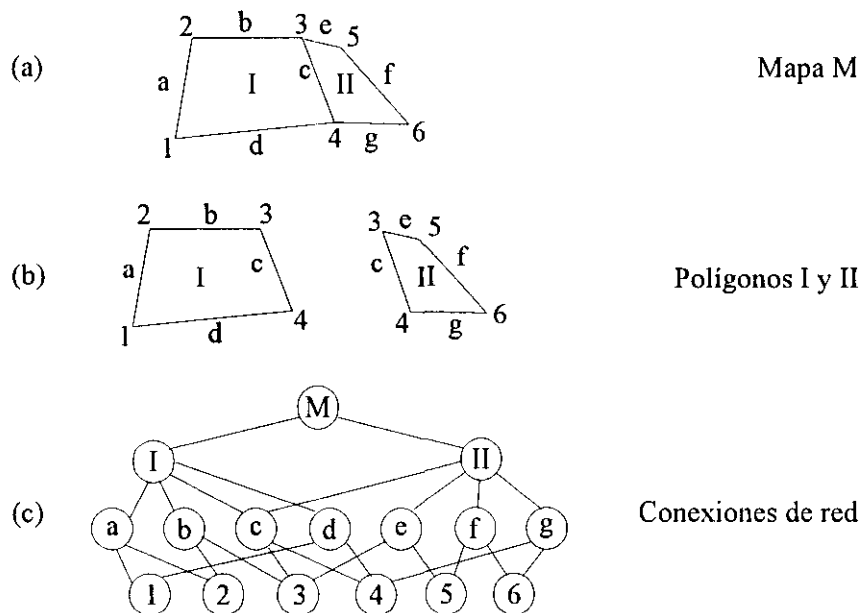 2 b 3 e 5
(a) a I c II f Mapa M
1 d 4 g 6
2 b 3 3 e 5
(b) a I c c II f Polígonos I y II
1 d 4 4 g 6
M
I II
(c) a b c d e f g Conexiones de red
1 2 3 4 5 6